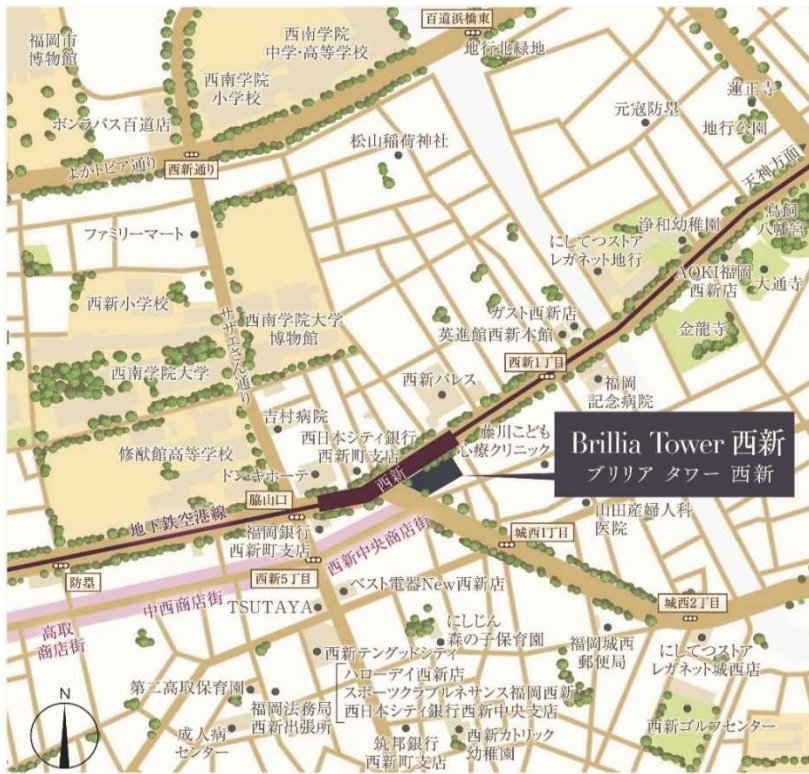 百道浜橋東
福岡市
博物館
西南学院
中学・高等学校
地行北緑地
西南学院
小学校
蓮正寺
ボンラパス百道店
元寇防塁
地行公園
松山稲荷神社
よかトピア通り
西新通り
天神方面
鳥飼
八幡宮
浄和幼稚園
ファミリーマート
にしてつストア
レガネット地行
AOKI福岡
西新店
大通寺
西新小学校
サザエさん通り
西南学院大学
博物館
ガスト西新店
英進館西新本館
金龍寺
西南学院大学
西新1丁目
西新パレス
福岡
記念病院
吉村病院
藤川こども
心療クリニック
西日本シティ銀行
西新町支店
修猷館高等学校
Brillia Tower 西新
ブリリア タワー 西新
ドン・キホーテ
西新
脇山口
地下鉄空港線
福岡銀行
西新町支店
西新中央商店街
山田産婦人科
医院
城西1丁目
防塁
西新5丁目
中西商店街
ベスト電器New西新店
TSUTAYA
城西2丁目
高取
商店街
にしじん
森の子保育園
福岡城西
郵便局
にしてつストア
レガネット城西店
西新テングッドシティ
ハローデイ西新店
スポーツクラブルネサンス福岡西新
西日本シティ銀行西新中央支店
第二高取保育園
福岡法務局
西新出張所
西新ゴルフセンター
成人病
センター
筑邦銀行
西新町支店
西新カトリック
幼稚園
N